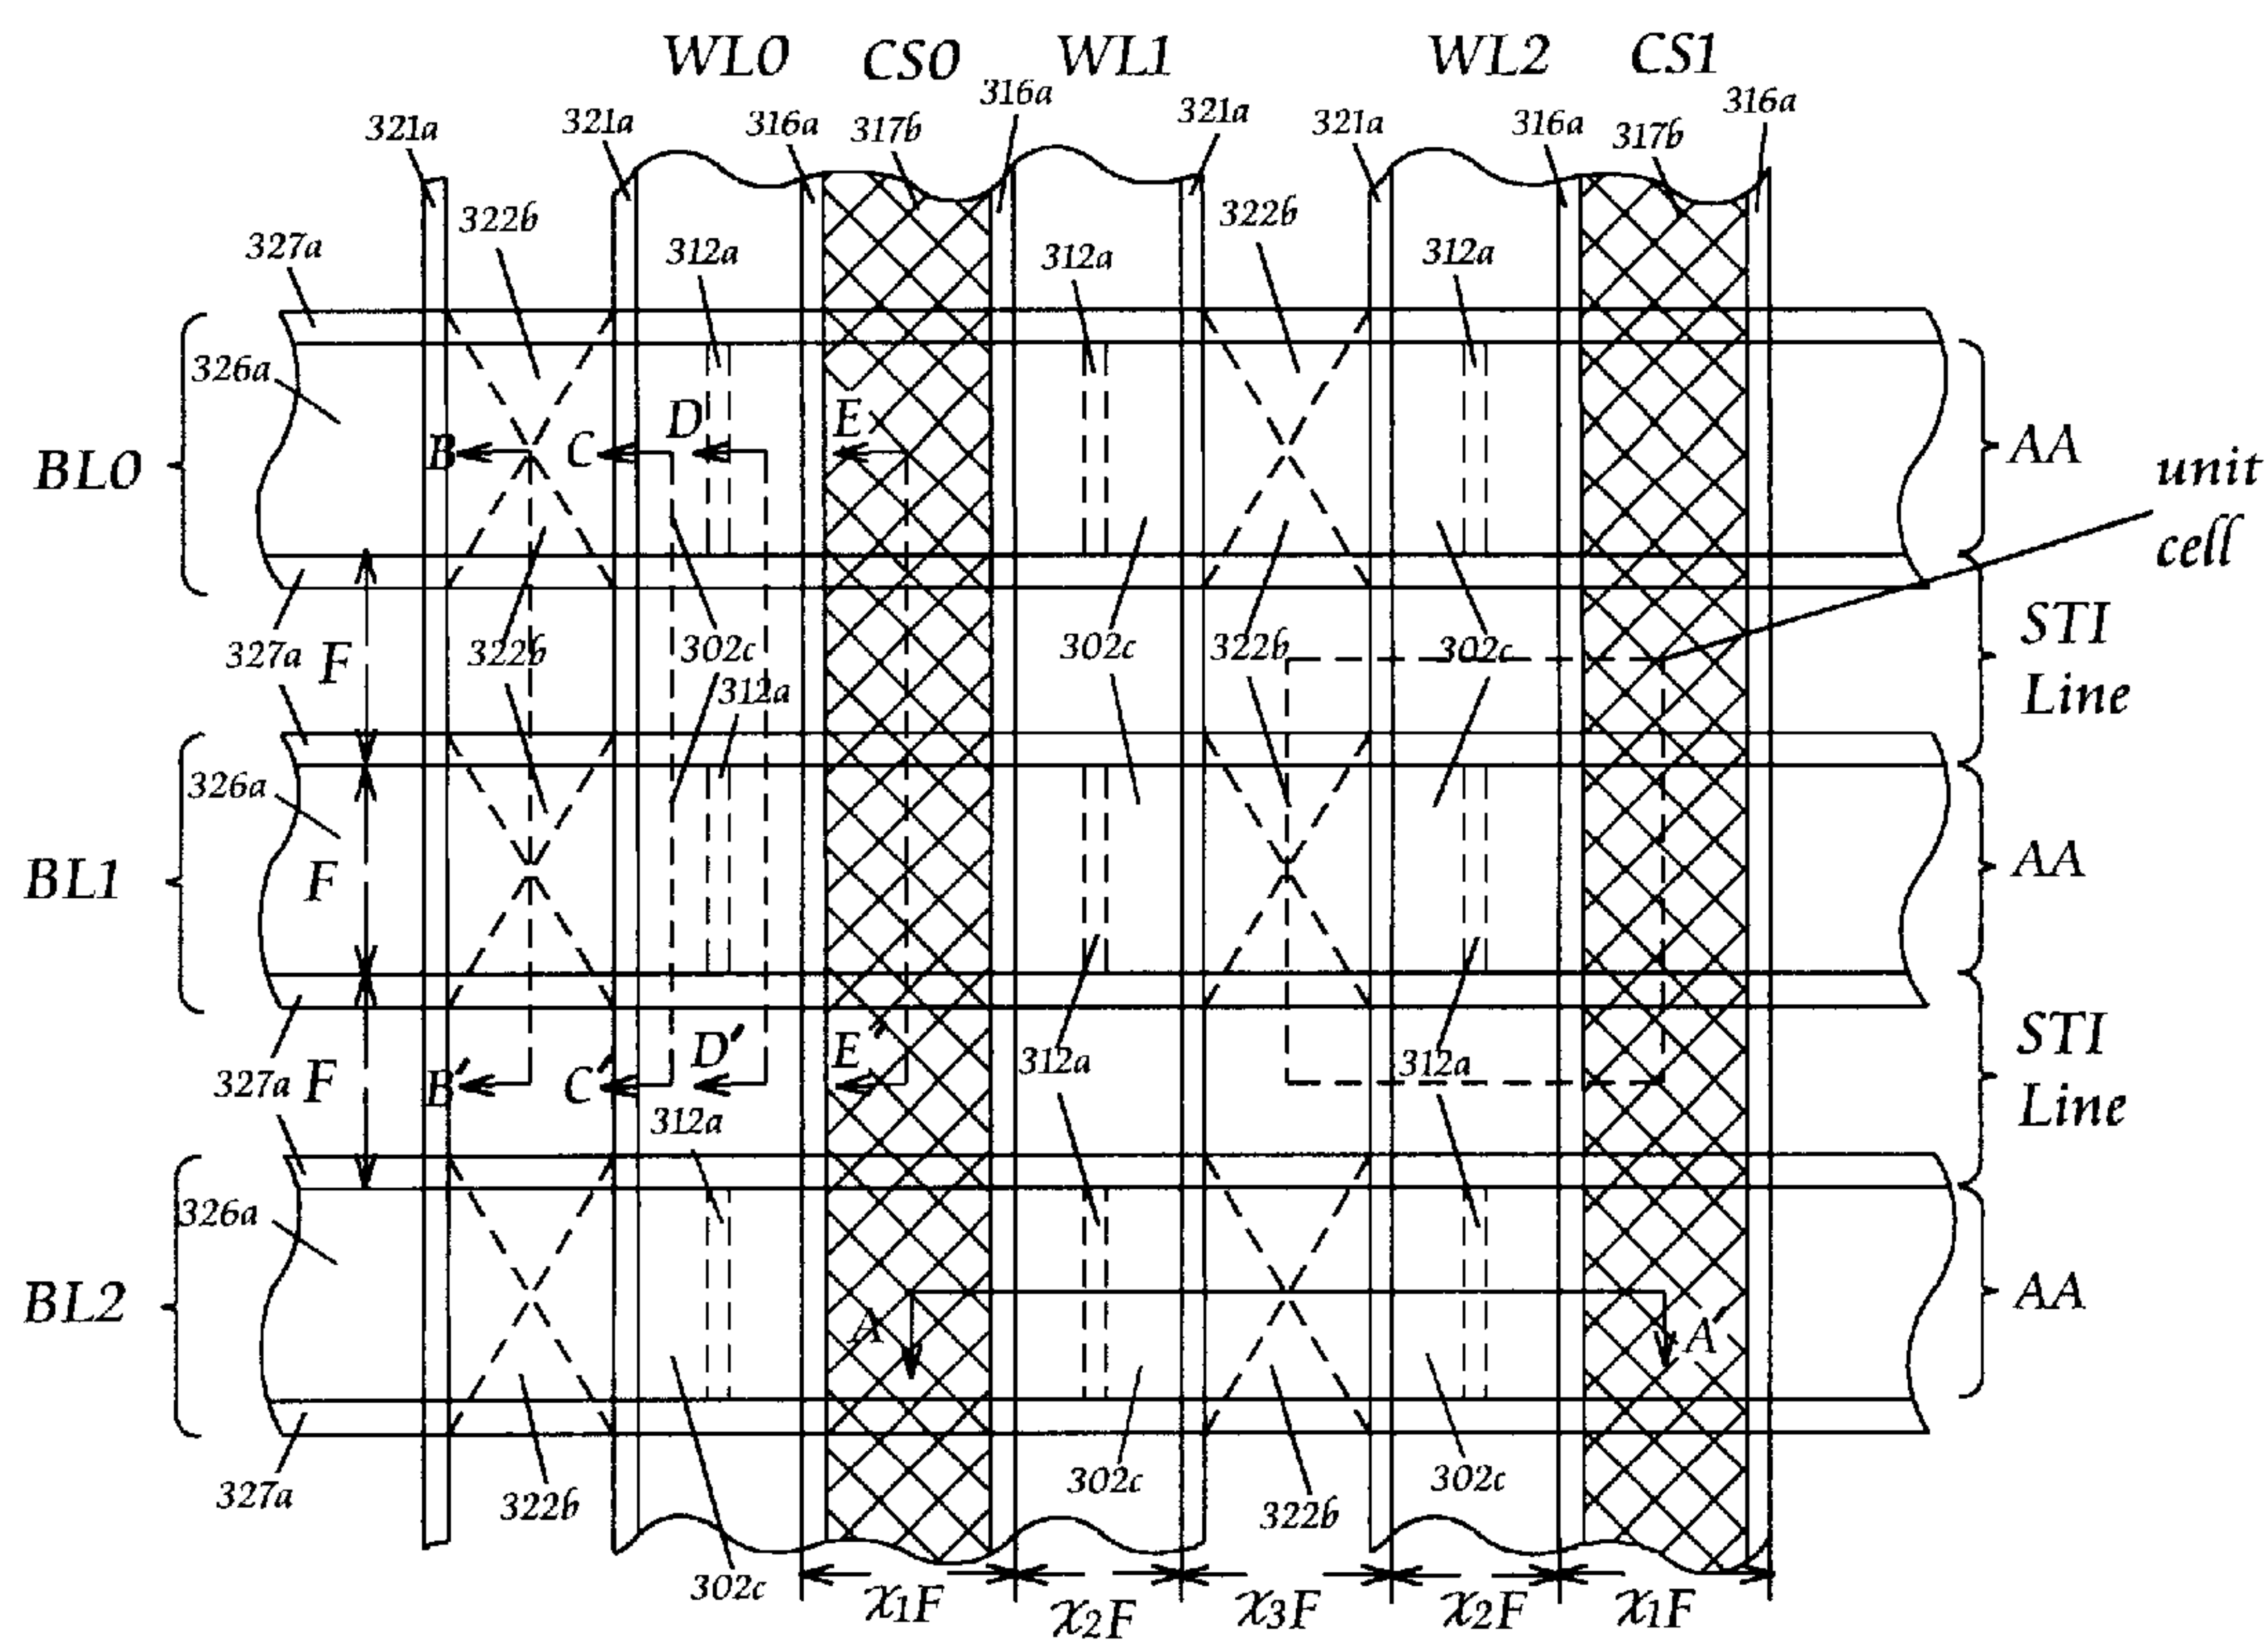 WL0 CS0 WL1 WL2 CS1
321a 321a 316a 317b 316a 321a 321a 316a 317b 316a
322b 322b
327a 312a 312a 312a
326a
BL0 B C D E AA
unit
cell
327a F 322b 302c 302c 322b 302c STI
Line
312a
326a
BL1 F AA
327a F B′ C′ D′ E′ 312a 312a STI
Line
312a
326a
BL2 A A′ AA
327a 322b 302c 302c 322b 302c
χ1F χ2F χ3F χ2F χ1F